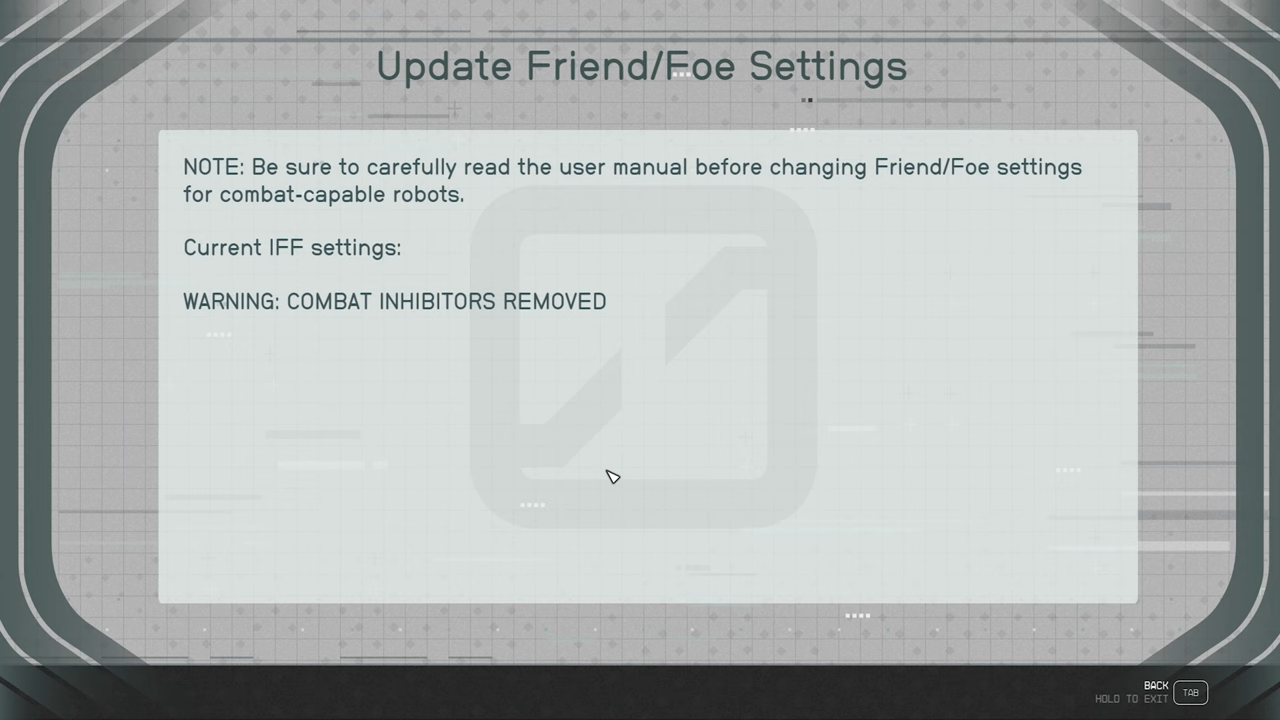 Update Friend/Foe Settings
NOTE: Be sure to carefully read the user manual before changing Friend/Foe settings
for combat-capable robots.
Current IFF settings:
WARNING: COMBAT INHIBITORS REMOVED
BACK
HOLD TO EXIT
TAB